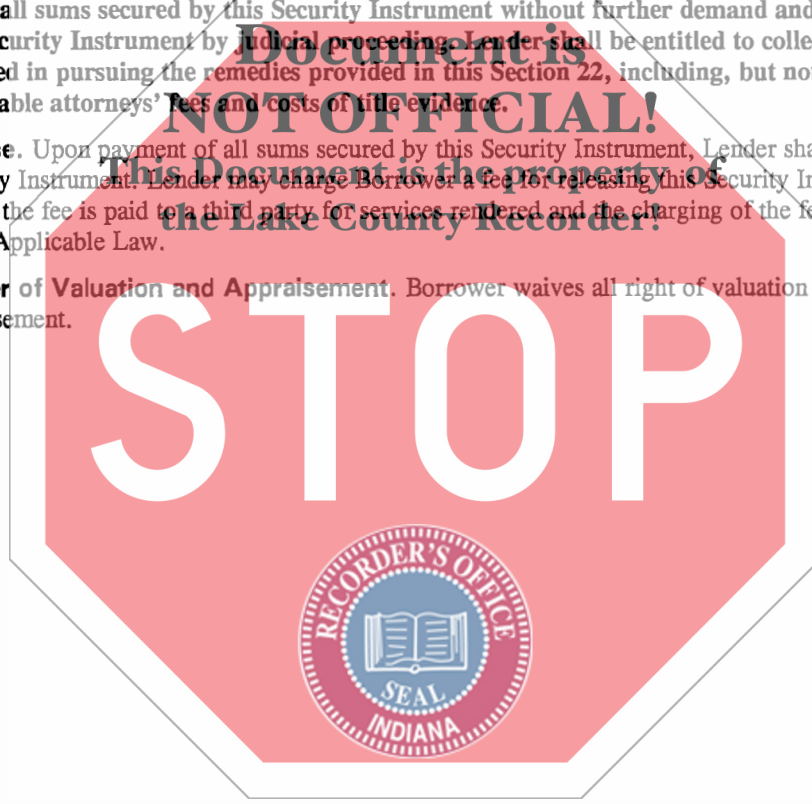 all sums secured by this Security Instrument without further demand and
curity Instrument by judicial proceeding. Lender shall be entitled to colle
ed in pursuing the remedies provided in this Section 22, including, but no
able attorneys' fees and costs of title evidence.
Document is
NOT OFFICIAL!
This Document is the property of
the Lake County Recorder!
e. Upon payment of all sums secured by this Security Instrument, Lender sha
y Instrument. Lender may charge Borrower a fee for releasing this Security In
the fee is paid to a third party for services rendered and the charging of the fe
Applicable Law.
r of Valuation and Appraisement. Borrower waives all right of valuation
sement.
STOP
RECORDER'S OFFICE
SEAL
INDIANA